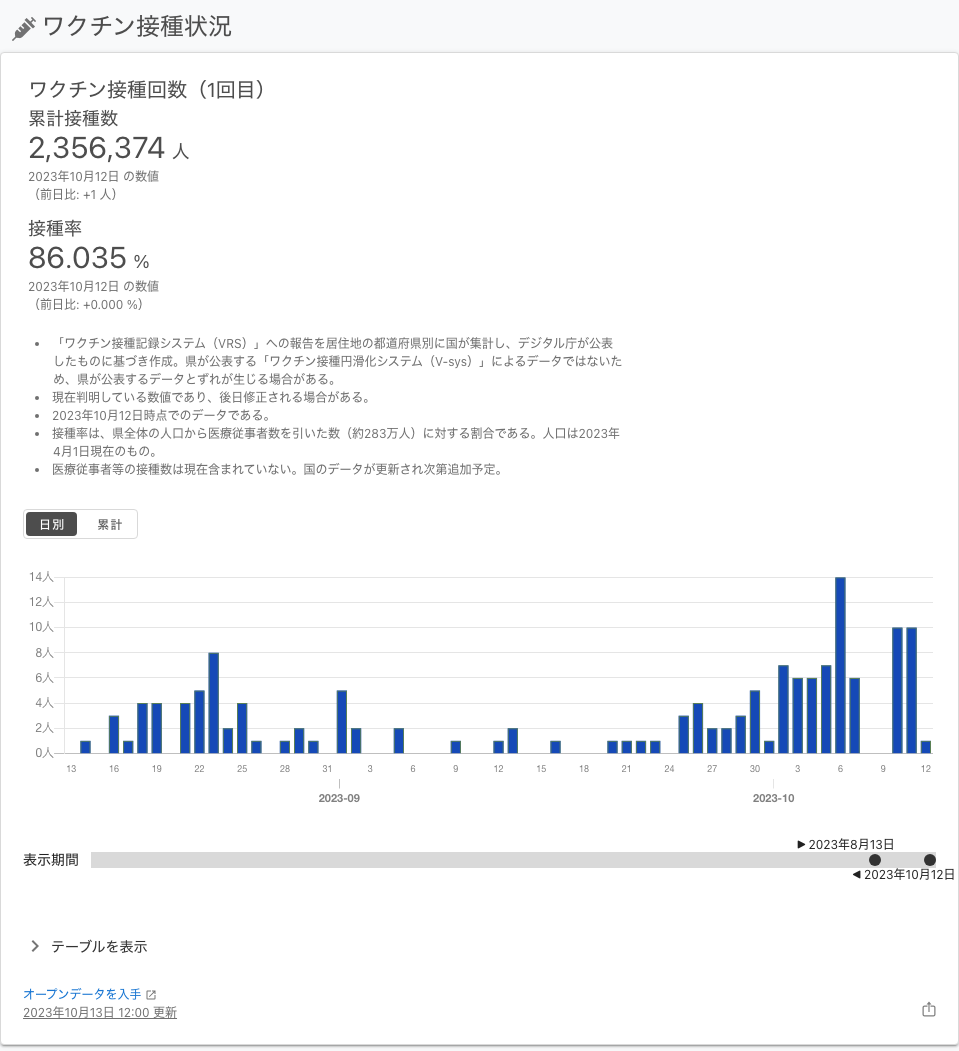 ワクチン接種状況
ワクチン接種回数（1回目）
累計接種数
2,356,374 人
2023年10月12日 の数値
（前日比: +1 人）
接種率
86.035 %
2023年10月12日 の数値
（前日比: +0.000 %）
• 「ワクチン接種記録システム（VRS）」への報告を居住地の都道府県別に国が集計し、デジタル庁が公表
したものに基づき作成。県が公表する「ワクチン接種円滑化システム（V-sys）」によるデータではないた
め、県が公表するデータとずれが生じる場合がある。
• 現在判明している数値であり、後日修正される場合がある。
• 2023年10月12日時点でのデータである。
• 接種率は、県全体の人口から医療従事者数を引いた数（約283万人）に対する割合である。人口は2023年
4月1日現在のもの。
• 医療従事者等の接種数は現在含まれていない。国のデータが更新され次第追加予定。
日別 累計
14人
12人
10人
8人
6人
4人
2人
0人
13 16 19 22 25 28 31 3 6 9 12 15 18 21 24 27 30 3 6 9 12
2023-09 2023-10
▶ 2023年8月13日
表示期間
◀ 2023年10月12日
テーブルを表示
オープンデータを入手
2023年10月13日 12:00 更新